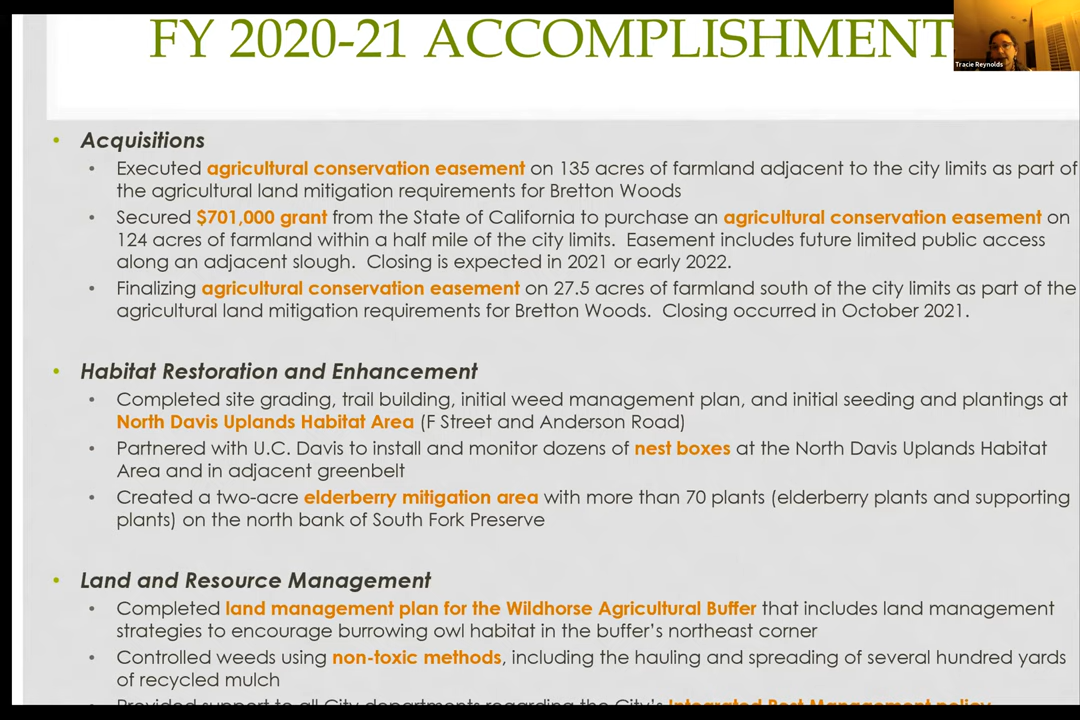 FY 2020-21 ACCOMPLISHMENT
Tracie Reynolds
• Acquisitions
• Executed agricultural conservation easement on 135 acres of farmland adjacent to the city limits as part of
the agricultural land mitigation requirements for Bretton Woods
• Secured $701,000 grant from the State of California to purchase an agricultural conservation easement on
124 acres of farmland within a half mile of the city limits. Easement includes future limited public access
along an adjacent slough. Closing is expected in 2021 or early 2022.
• Finalizing agricultural conservation easement on 27.5 acres of farmland south of the city limits as part of the
agricultural land mitigation requirements for Bretton Woods. Closing occurred in October 2021.
• Habitat Restoration and Enhancement
• Completed site grading, trail building, initial weed management plan, and initial seeding and plantings at
North Davis Uplands Habitat Area (F Street and Anderson Road)
• Partnered with U.C. Davis to install and monitor dozens of nest boxes at the North Davis Uplands Habitat
Area and in adjacent greenbelt
• Created a two-acre elderberry mitigation area with more than 70 plants (elderberry plants and supporting
plants) on the north bank of South Fork Preserve
• Land and Resource Management
• Completed land management plan for the Wildhorse Agricultural Buffer that includes land management
strategies to encourage burrowing owl habitat in the buffer's northeast corner
• Controlled weeds using non-toxic methods, including the hauling and spreading of several hundred yards
of recycled mulch
• Provided support to all City departments regarding the City's Integrated Pest Management policy